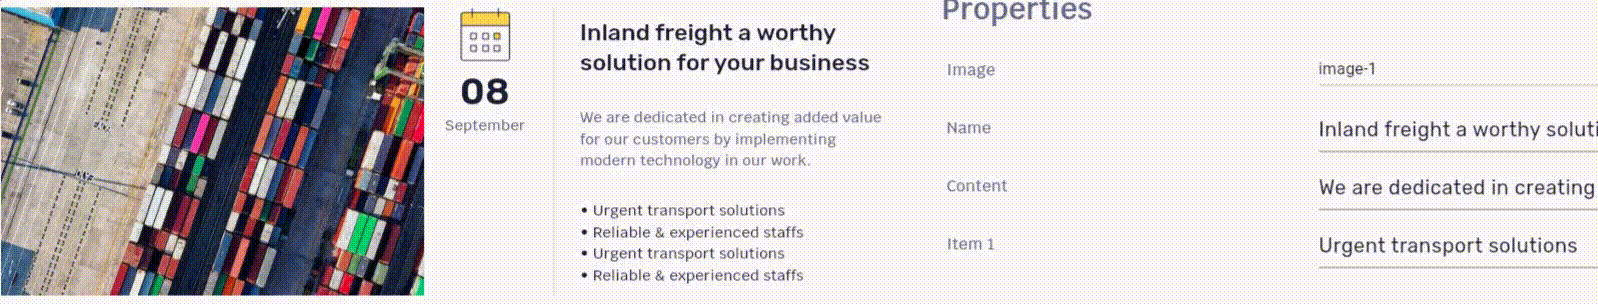 08
September
Inland freight a worthy
solution for your business
We are dedicated in creating added value
for our customers by implementing
modern technology in our work.
• Urgent transport solutions
• Reliable & experienced staffs
• Urgent transport solutions
• Reliable & experienced staffs
Properties
Image
image-1
Name
Inland freight a worthy soluti
Content
We are dedicated in creating
Item 1
Urgent transport solutions